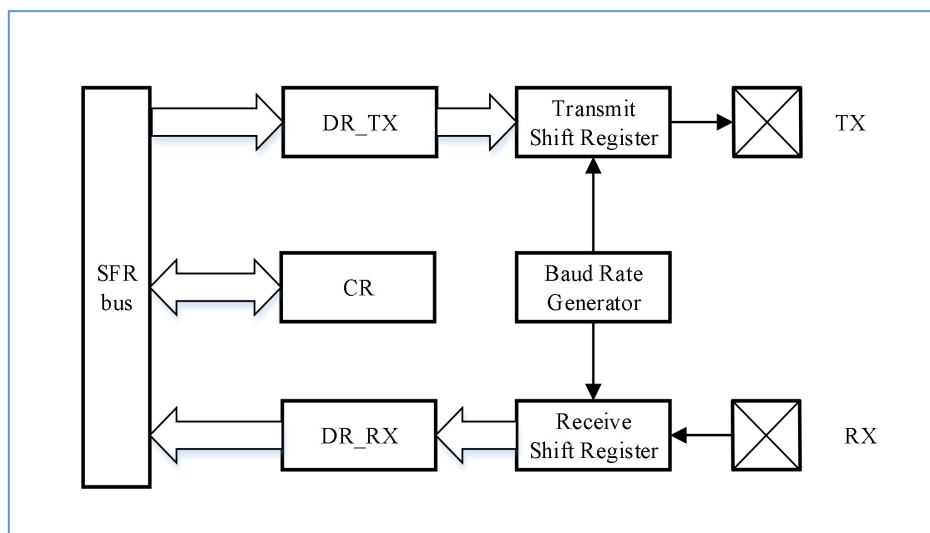 DR_TX
Transmit
Shift Register
TX
SFR
bus
CR
Baud Rate
Generator
DR_RX
Receive
Shift Register
RX